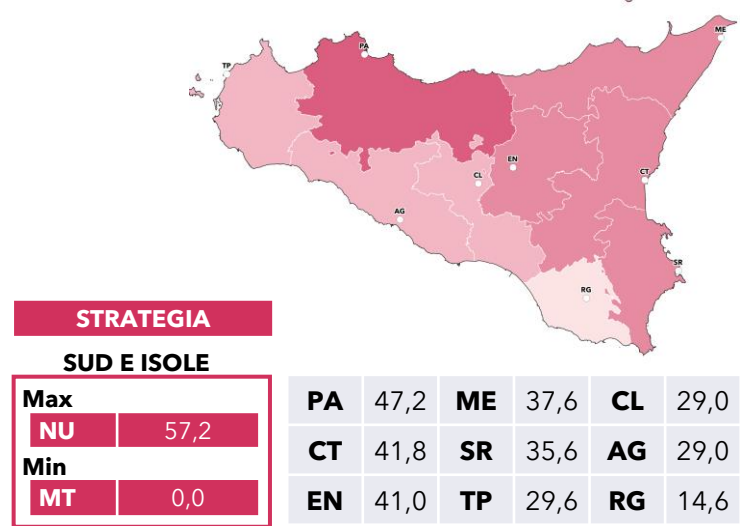 ME
PA
TP
EN
CL
CT
AG
SR
RG
STRATEGIA
SUD E ISOLE
Max
NU 57,2
Min
MT 0,0
PA 47,2 ME 37,6 CL 29,0
CT 41,8 SR 35,6 AG 29,0
EN 41,0 TP 29,6 RG 14,6